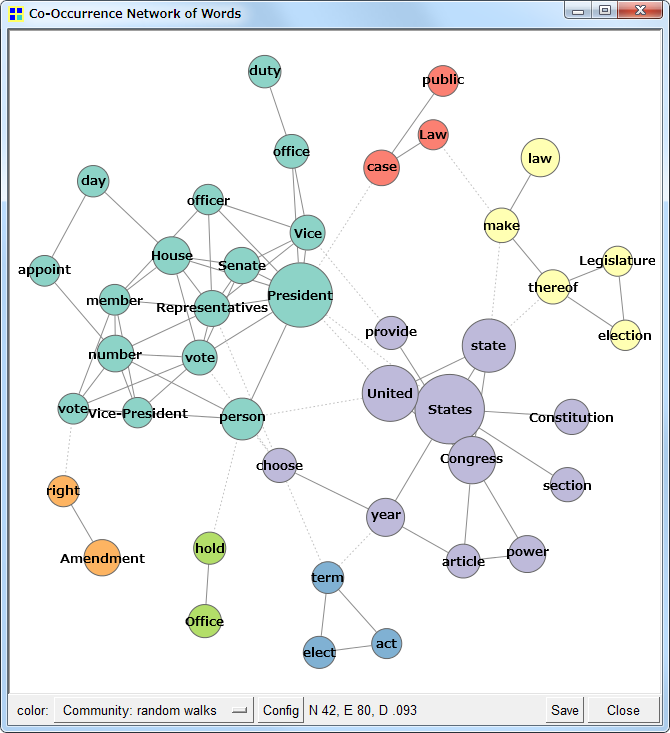 Co-Occurrence Network of Words
duty
public
Law
office
case
law
day
officer
make
Vice
House
Senate
Legislature
appoint
President
thereof
member
Representatives
provide
election
state
number
vote
United
vote
Vice-President
person
States
Constitution
Congress
choose
section
right
year
hold
Amendment
article
power
term
Office
elect
act
color:
Community: random walks
Config
N 42, E 80, D .093
Save
Close